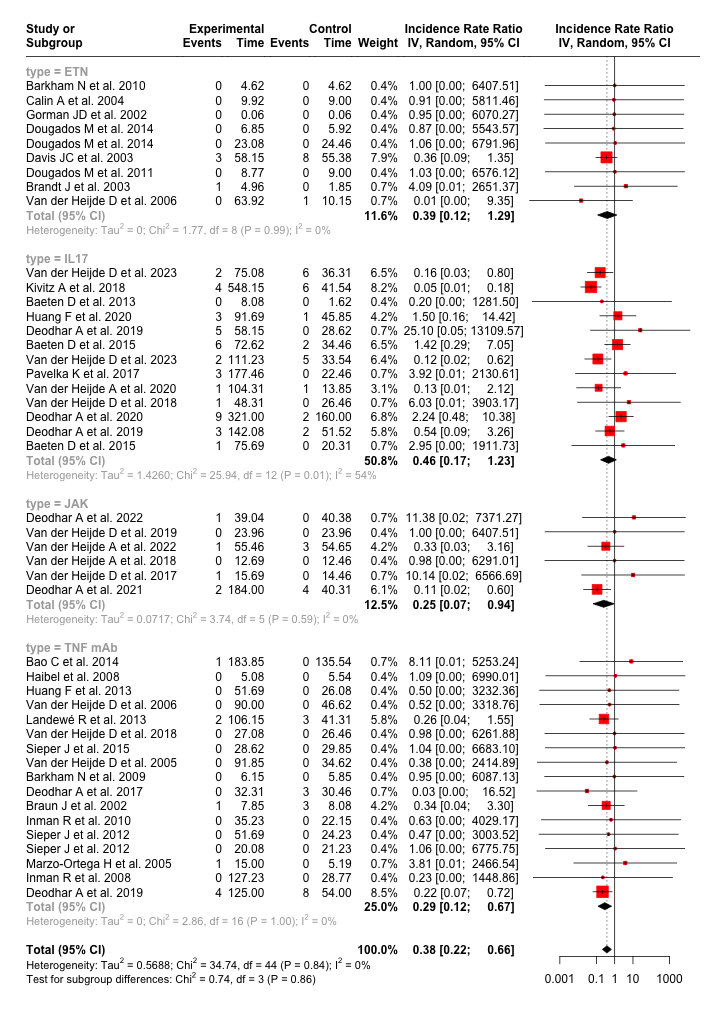 Study or Experimental Control Incidence Rate Ratio Incidence Rate Ratio
Subgroup Events Time Events Time Weight IV, Random, 95% CI IV, Random, 95% CI
type = ETN
Barkham N et al. 2010 0 4.62 0 4.62 0.4% 1.00 [0.00; 6407.51]
Calin A et al. 2004 0 9.92 0 9.00 0.4% 0.91 [0.00; 5811.46]
Gorman JD et al. 2002 0 0.06 0 0.06 0.4% 0.95 [0.00; 6070.27]
Dougados M et al. 2014 0 6.85 0 5.92 0.4% 0.87 [0.00; 5543.57]
Dougados M et al. 2014 0 23.08 0 24.46 0.4% 1.06 [0.00; 6791.96]
Davis JC et al. 2003 3 58.15 8 55.38 7.9% 0.36 [0.09; 1.35]
Dougados M et al. 2011 0 8.77 0 9.00 0.4% 1.03 [0.00; 6576.12]
Brandt J et al. 2003 1 4.96 0 1.85 0.7% 4.09 [0.01; 2651.37]
Van der Heijde D et al. 2006 0 63.92 1 10.15 0.7% 0.01 [0.00; 9.35]
Total (95% CI) 11.6% 0.39 [0.12; 1.29]
Heterogeneity: Tau² = 0; Chi² = 1.77, df = 8 (P = 0.99); I² = 0%
type = IL17
Van der Heijde D et al. 2023 2 75.08 6 36.31 6.5% 0.16 [0.03; 0.80]
Kivitz A et al. 2018 4 548.15 6 41.54 8.2% 0.05 [0.01; 0.18]
Baeten D et al. 2013 0 8.08 0 1.62 0.4% 0.20 [0.00; 1281.50]
Huang F et al. 2020 3 91.69 1 45.85 4.2% 1.50 [0.16; 14.42]
Deodhar A et al. 2019 5 58.15 0 28.62 0.7% 25.10 [0.05; 13109.57]
Baeten D et al. 2015 6 72.62 2 34.46 6.4% 1.42 [0.29; 7.05]
Van der Heijde D et al. 2023 2 111.23 5 33.54 6.4% 0.12 [0.02; 0.62]
Pavelka K et al. 2017 3 177.46 0 22.46 0.7% 3.92 [0.01; 2130.61]
Van der Heijde A et al. 2020 1 104.31 1 13.85 3.1% 0.13 [0.01; 2.12]
Van der Heijde D et al. 2018 1 48.31 0 26.46 0.7% 6.03 [0.01; 3903.17]
Deodhar A et al. 2020 9 321.00 2 160.00 6.8% 2.24 [0.48; 10.38]
Deodhar A et al. 2019 3 142.08 2 51.52 5.8% 0.54 [0.09; 3.26]
Baeten D et al. 2015 1 75.69 0 20.31 0.7% 2.95 [0.00; 1911.73]
Total (95% CI) 50.8% 0.46 [0.17; 1.23]
Heterogeneity: Tau² = 1.4260; Chi² = 25.94, df = 12 (P = 0.01); I² = 54%
type = JAK
Deodhar A et al. 2022 1 39.04 0 40.38 0.7% 11.38 [0.02; 7371.27]
Van der Heijde D et al. 2019 0 23.96 0 23.96 0.4% 1.00 [0.00; 6407.51]
Van der Heijde A et al. 2022 1 55.46 3 54.65 4.2% 0.33 [0.03; 3.16]
Van der Heijde A et al. 2018 0 12.69 0 12.46 0.4% 0.98 [0.00; 6291.01]
Van der Heijde D et al. 2017 1 15.69 0 14.46 0.7% 10.14 [0.02; 6566.69]
Deodhar A et al. 2021 2 184.00 4 40.31 6.1% 0.11 [0.02; 0.60]
Total (95% CI) 12.5% 0.25 [0.07; 0.94]
Heterogeneity: Tau² = 0.0717; Chi² = 3.74, df = 5 (P = 0.59); I² = 0%
type = TNF mAb
Bao C et al. 2014 1 183.85 0 135.54 0.7% 8.11 [0.01; 5253.24]
Haibel et al. 2008 0 5.08 0 5.54 0.4% 1.09 [0.00; 6990.01]
Huang F et al. 2013 0 51.69 0 26.08 0.4% 0.50 [0.00; 3232.36]
Van der Heijde D et al. 2006 0 90.00 0 46.62 0.4% 0.52 [0.00; 3318.76]
Landewé R et al. 2013 2 106.15 3 41.31 5.8% 0.26 [0.04; 1.55]
Van der Heijde D et al. 2018 0 27.08 0 26.46 0.4% 0.98 [0.00; 6261.88]
Sieper J et al. 2015 0 28.62 0 29.85 0.4% 1.04 [0.00; 6683.10]
Van der Heijde D et al. 2005 0 91.85 0 34.62 0.4% 0.38 [0.00; 2414.89]
Barkham N et al. 2009 0 6.15 0 5.85 0.4% 0.95 [0.00; 6087.13]
Deodhar A et al. 2017 0 32.31 3 30.46 0.7% 0.03 [0.00; 16.52]
Braun J et al. 2002 1 7.85 3 8.08 4.2% 0.34 [0.04; 3.30]
Inman R et al. 2010 0 35.23 0 22.15 0.4% 0.63 [0.00; 4029.17]
Sieper J et al. 2012 0 51.69 0 24.23 0.4% 0.47 [0.00; 3003.52]
Sieper J et al. 2012 0 20.08 0 21.23 0.4% 1.06 [0.00; 6775.75]
Marzo-Ortega H et al. 2005 1 15.00 0 5.19 0.7% 3.81 [0.01; 2466.54]
Inman R et al. 2008 0 127.23 0 28.77 0.4% 0.23 [0.00; 1448.86]
Deodhar A et al. 2019 4 125.00 8 54.00 8.5% 0.22 [0.07; 0.72]
Total (95% CI) 25.0% 0.29 [0.12; 0.67]
Heterogeneity: Tau² = 0; Chi² = 2.86, df = 16 (P = 1.00); I² = 0%
Total (95% CI) 100.0% 0.38 [0.22; 0.66]
Heterogeneity: Tau² = 0.5688; Chi² = 34.74, df = 44 (P = 0.84); I² = 0%
Test for subgroup differences: Chi² = 0.74, df = 3 (P = 0.86)
0.001 0.1 1 10 1000